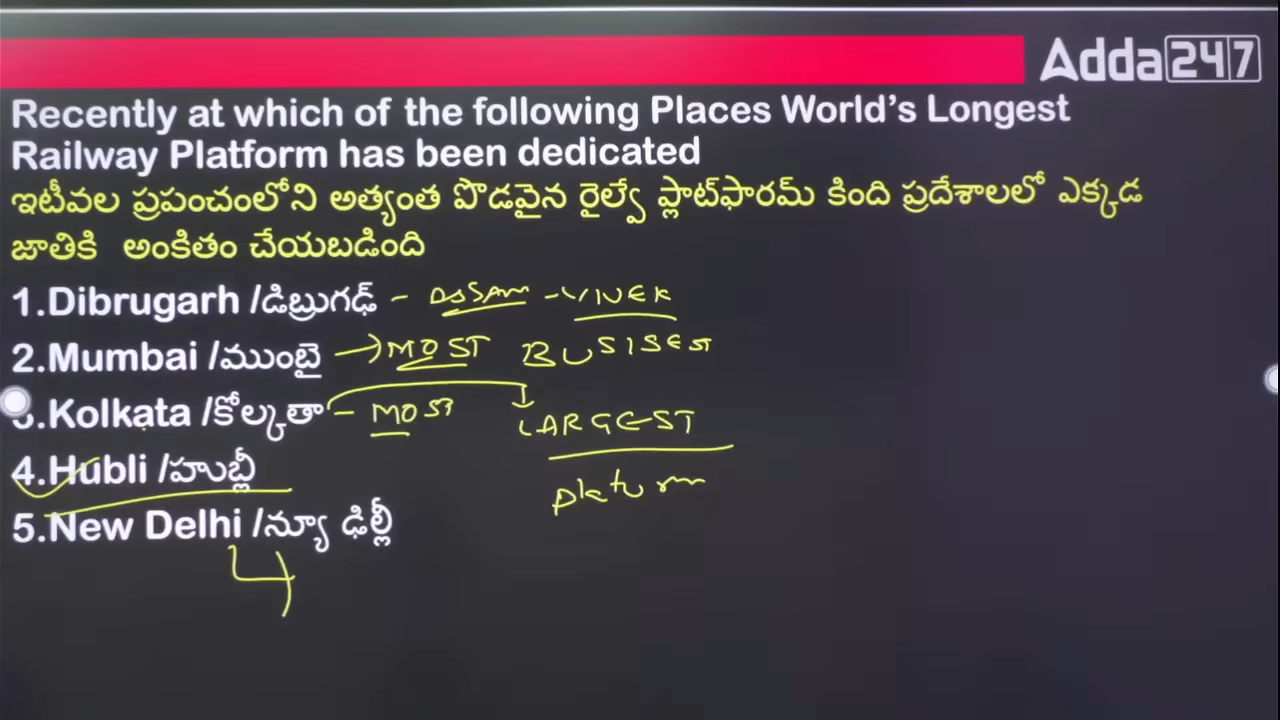 Adda247
Recently at which of the following Places World's Longest
Railway Platform has been dedicated
ఇటీవల ప్రపంచంలోని అత్యంత పొడవైన రైల్వే ప్లాట్‌ఫారమ్ కింది ప్రదేశాలలో ఎక్కడ
జాతికి అంకితం చేయబడింది
1.Dibrugarh /డిబ్రుగఢ్ - ASSAM - VIVEK
2.Mumbai /ముంబై → MOST BUSISEST
3.Kolkata /కోల్కతా - MOST LARGEST
4.Hubli /హుబ్లీ
5.New Delhi /న్యూ ఢిల్లీ
4